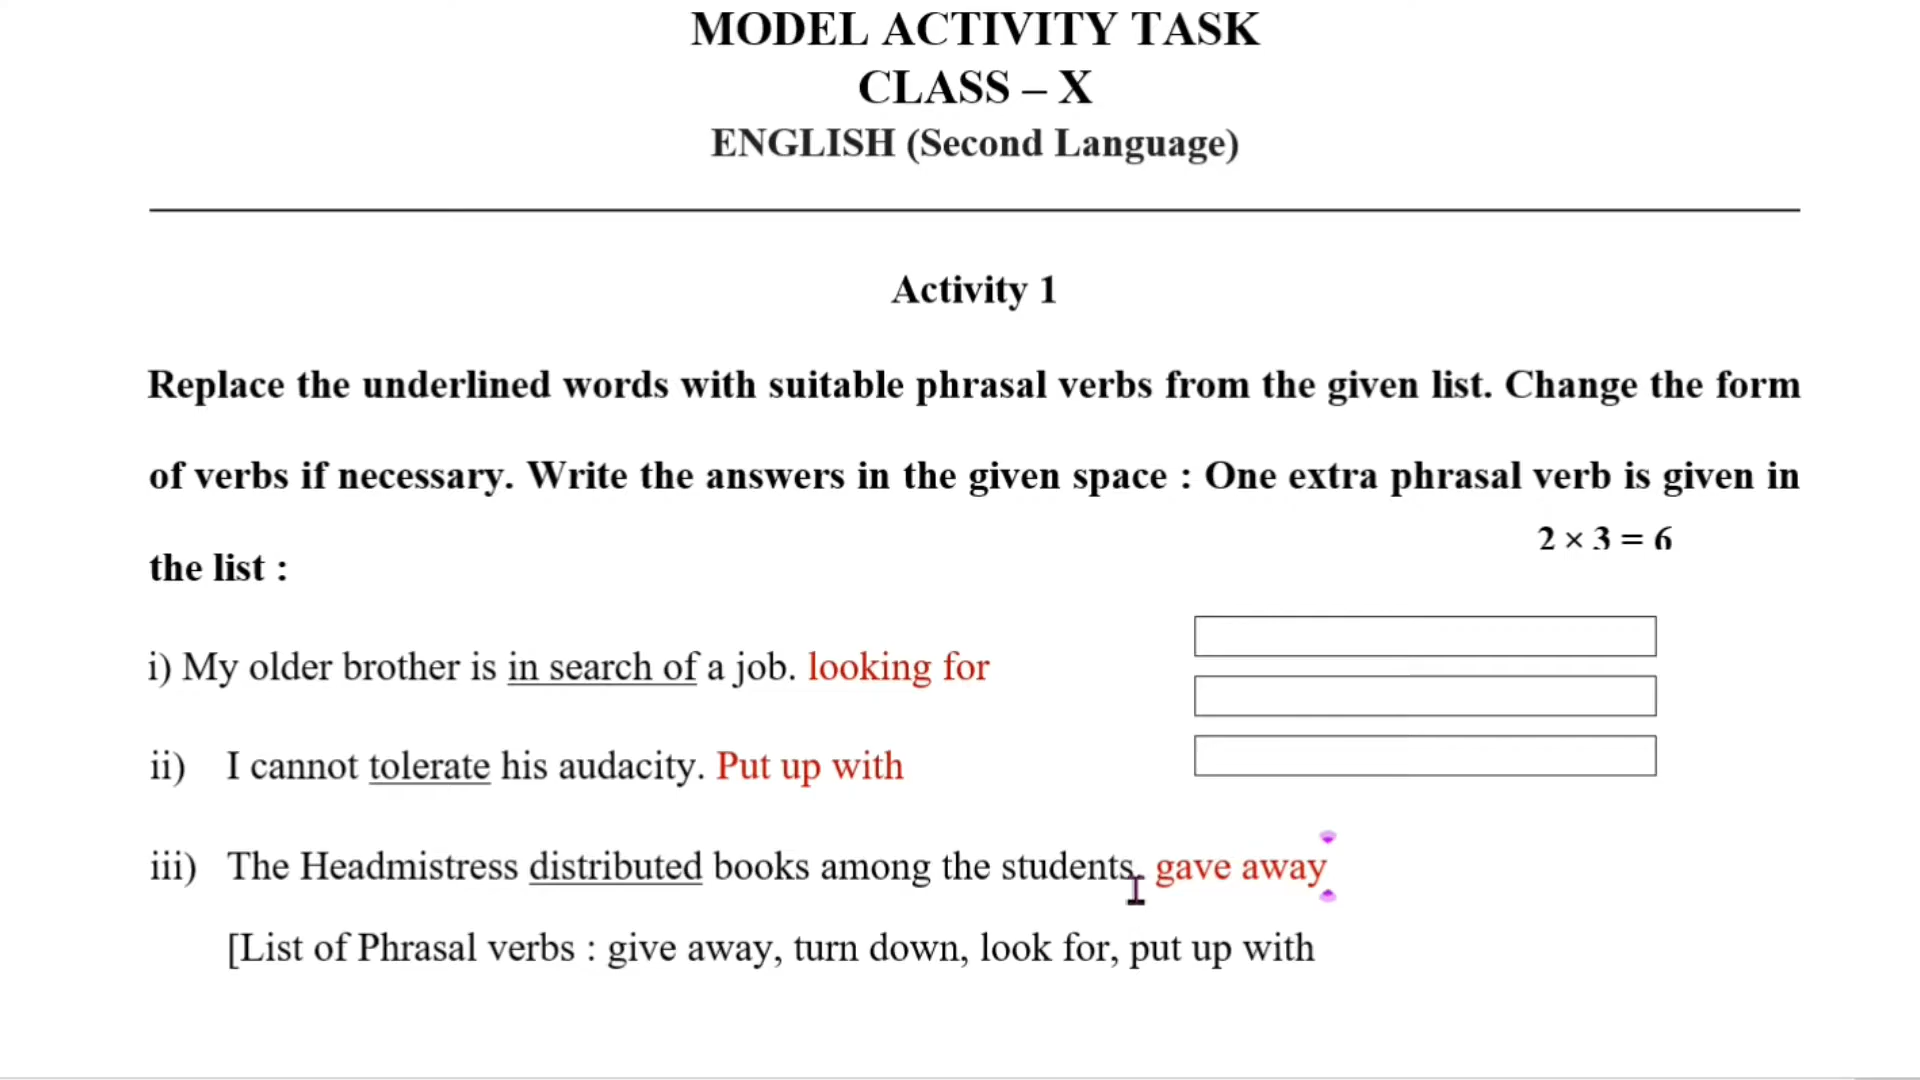 MODEL ACTIVITY TASK
CLASS – X
ENGLISH (Second Language)
Activity 1
Replace the underlined words with suitable phrasal verbs from the given list. Change the form
of verbs if necessary. Write the answers in the given space : One extra phrasal verb is given in
the list :
2 × 3 = 6
i) My older brother is in search of a job. looking for
ii) I cannot tolerate his audacity. Put up with
iii) The Headmistress distributed books among the students. gave away
[List of Phrasal verbs : give away, turn down, look for, put up with